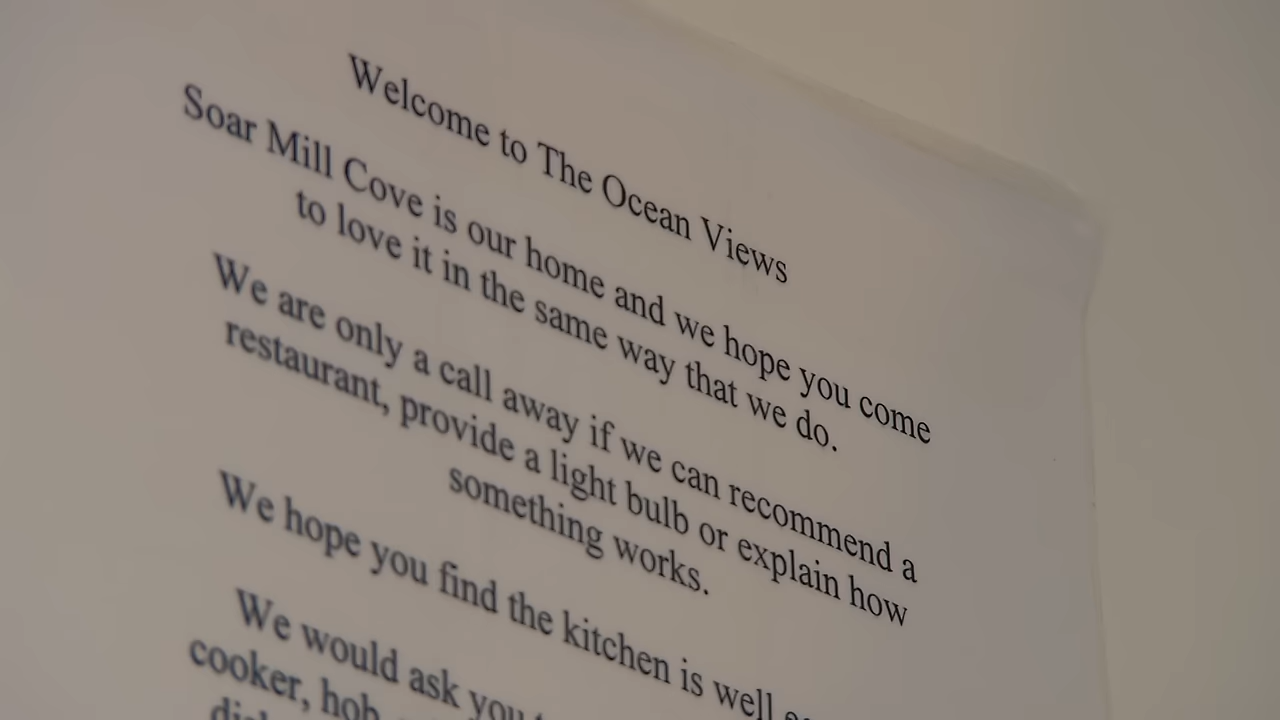 Welcome to The Ocean Views
Soar Mill Cove is our home and we hope you come
to love it in the same way that we do.
We are only a call away if we can recommend a
restaurant, provide a light bulb or explain how
something works.
We hope you find the kitchen is well
We would ask you
cooker, hob